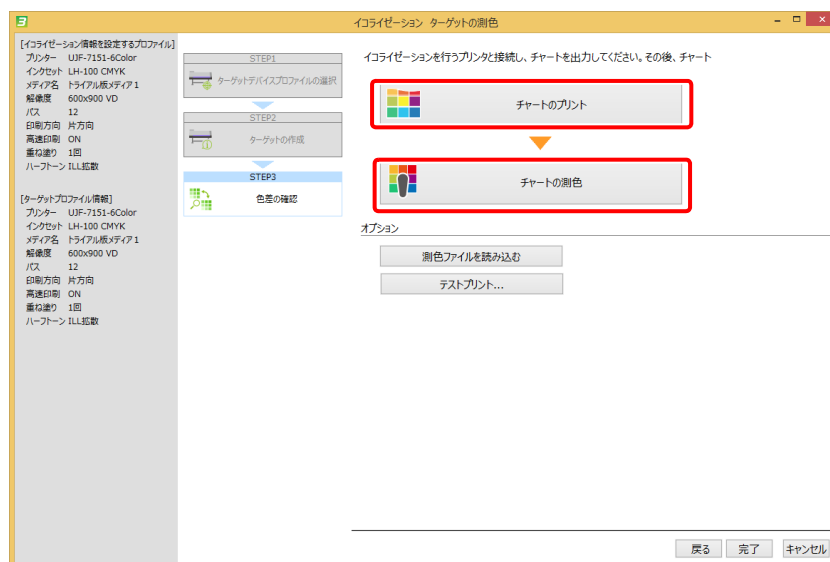 イコライゼーション ターゲットの測色
[イコライゼーション情報を設定するプロファイル]
プリンター UJF-7151-6Color
インクセット LH-100 CMYK
メディア名 トライアル版メディア1
解像度 600x900 VD
パス 12
印刷方向 片方向
高速印刷 ON
重ね塗り 1回
ハーフトーン ILL拡散
[ターゲットプロファイル情報]
プリンター UJF-7151-6Color
インクセット LH-100 CMYK
メディア名 トライアル版メディア1
解像度 600x900 VD
パス 12
印刷方向 片方向
高速印刷 ON
重ね塗り 1回
ハーフトーン ILL拡散
STEP1
ターゲットデバイスプロファイルの選択
STEP2
ターゲットの作成
STEP3
色差の確認
イコライゼーションを行うプリンタと接続し、チャートを出力してください。その後、チャート
チャートのプリント
チャートの測色
オプション
測色ファイルを読み込む
テストプリント...
戻る 完了 キャンセル